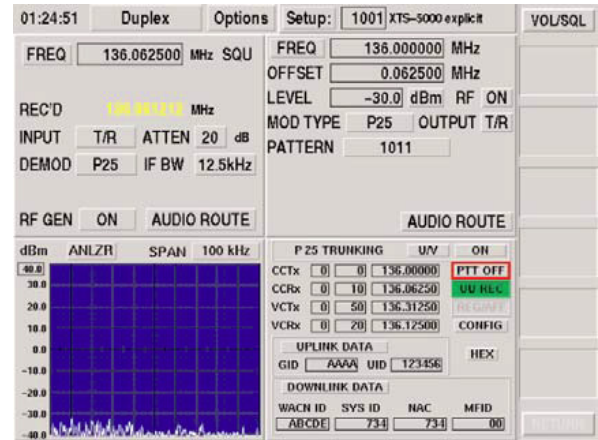 01:24:51 Duplex Options Setup: 1001 XTS-5000 explicit VOL/SQL
FREQ 136.062500 MHz SQU
REC'D MHz
INPUT T/R ATTEN 20 dB
DEMOD P25 IF BW 12.5kHz
RF GEN ON AUDIO ROUTE
FREQ 136.000000 MHz
OFFSET 0.062500 MHz
LEVEL -30.0 dBm RF ON
MOD TYPE P25 OUTPUT T/R
PATTERN 1011
AUDIO ROUTE
dBm ANLZR SPAN 100 kHz
40.0
30.0
20.0
10.0
0.0
-10.0
-20.0
-30.0
-40.0
P25 TRUNKING U/V ON
CCTx 0 0 136.00000 PTT OFF
CCRx 0 10 136.06250 UU REC
VCTx 0 50 136.31250
VCRx 0 20 136.12500 CONFIG
UPLINK DATA
GID AAAA UID 123456 HEX
DOWNLINK DATA
WACN ID SYS ID NAC MFID
ABCDE 734 734 00
RETURN